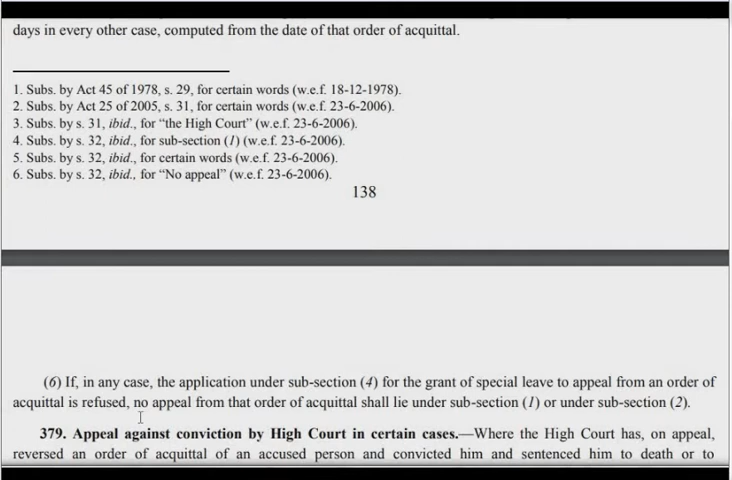 days in every other case, computed from the date of that order of acquittal.
1. Subs. by Act 45 of 1978, s. 29, for certain words (w.e.f. 18-12-1978).
2. Subs. by Act 25 of 2005, s. 31, for certain words (w.e.f. 23-6-2006).
3. Subs. by s. 31, ibid., for “the High Court” (w.e.f. 23-6-2006).
4. Subs. by s. 32, ibid., for sub-section (1) (w.e.f. 23-6-2006).
5. Subs. by s. 32, ibid., for certain words (w.e.f. 23-6-2006).
6. Subs. by s. 32, ibid., for “No appeal” (w.e.f. 23-6-2006).
138
(6) If, in any case, the application under sub-section (4) for the grant of special leave to appeal from an order of
acquittal is refused, no appeal from that order of acquittal shall lie under sub-section (1) or under sub-section (2).
379. Appeal against conviction by High Court in certain cases.—Where the High Court has, on appeal,
reversed an order of acquittal of an accused person and convicted him and sentenced him to death or to